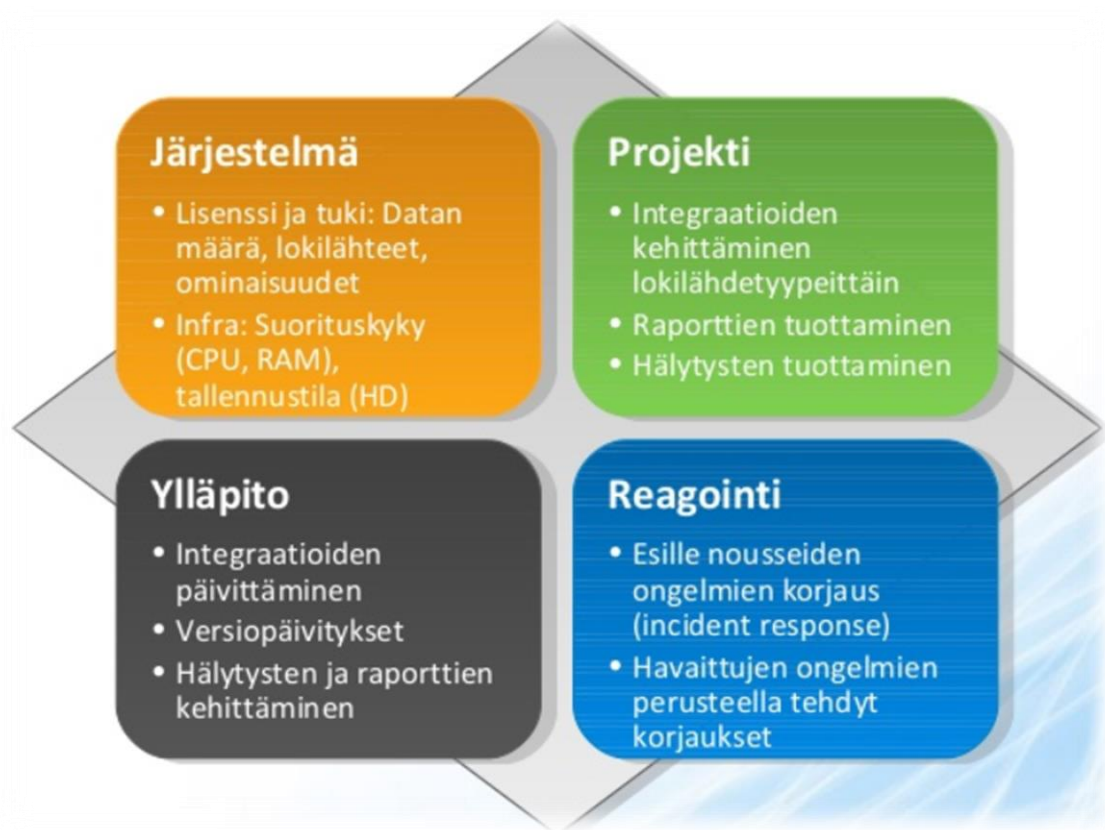 Järjestelmä
• Lisenssi ja tuki: Datan
määrä, lokilähteet,
ominaisuudet
• Infra: Suorituskyky
(CPU, RAM),
tallennustila (HD)
Projekti
• Integraatioiden
kehittäminen
lokilähdetyypeittäin
• Raporttien tuottaminen
• Hälytysten tuottaminen
Ylläpito
• Integraatioiden
päivittäminen
• Versiopäivitykset
• Hälytysten ja raporttien
kehittäminen
Reagointi
• Esille nousseiden
ongelmien korjaus
(incident response)
• Havaittujen ongelmien
perusteella tehdyt
korjaukset